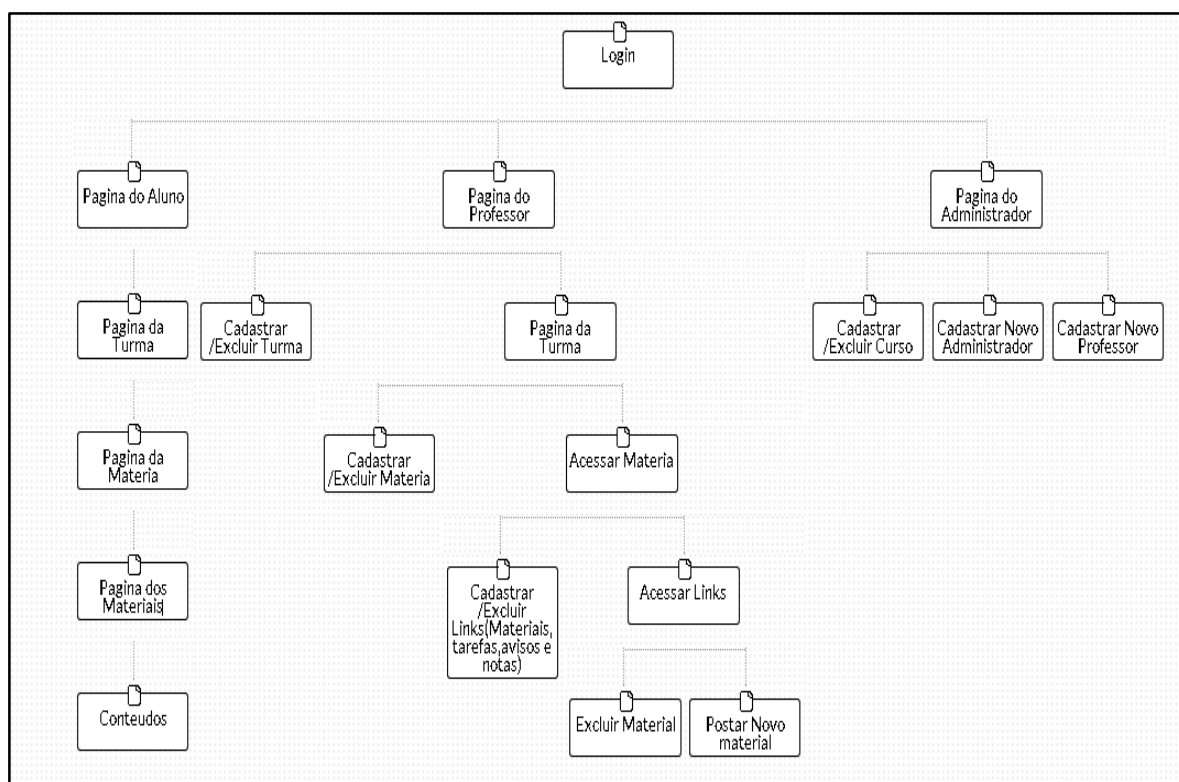 Login
Pagina do Aluno
Pagina do
Professor
Pagina do
Administrador
Pagina da
Turma
Cadastrar
/Excluir Turma
Pagina da
Turma
Cadastrar
/Excluir Curso
Cadastrar Novo
Administrador
Cadastrar Novo
Professor
Pagina da
Materia
Cadastrar
/Excluir Materia
Acessar Materia
Pagina dos
Materiais
Cadastrar
/Excluir
Links(Materiais,
tarefas,avisos e
notas)
Acessar Links
Conteudos
Excluir Material
Postar Novo
material